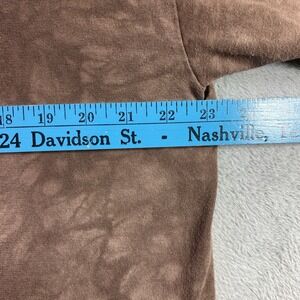 18 19 20 21 22 23
24 Davidson St. - Nashville,